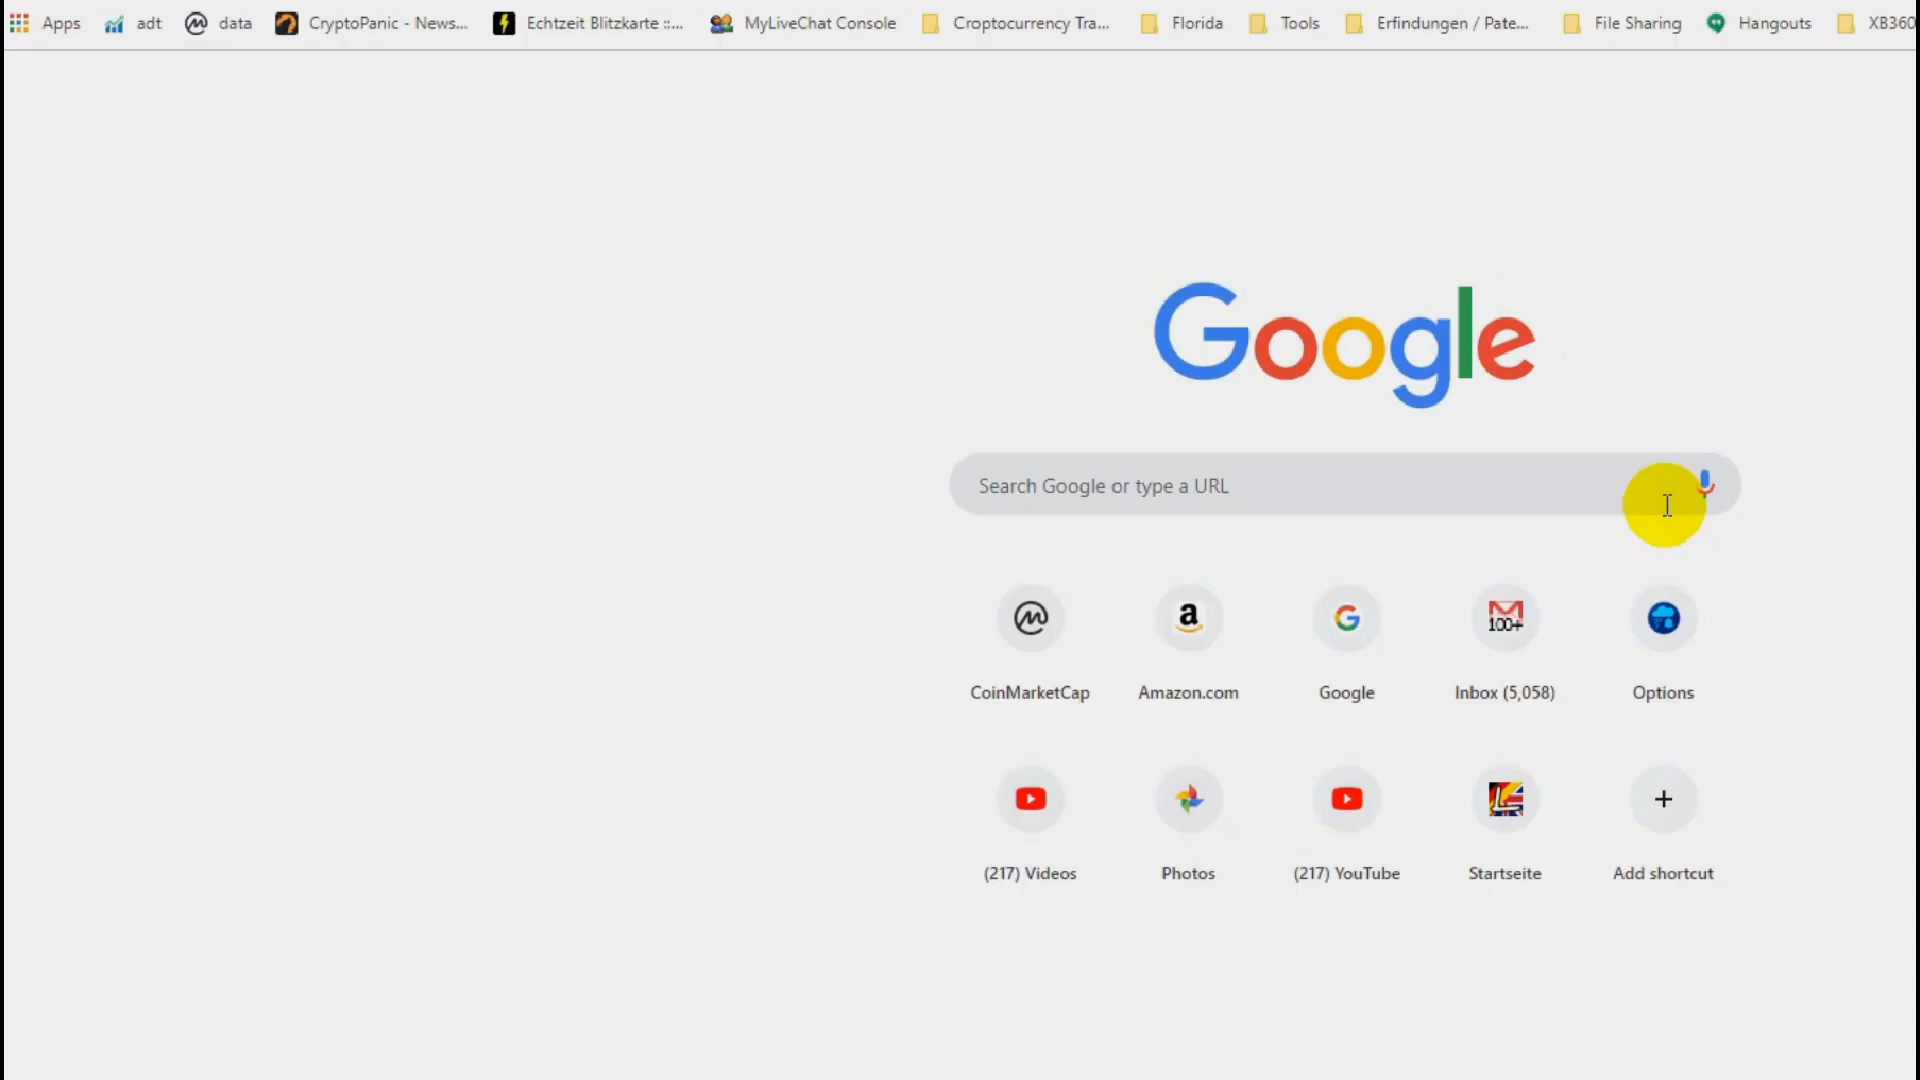 Apps adt data CryptoPanic - News... Echtzeit Blitzkarte ::... MyLiveChat Console Croptocurrency Tra... Florida Tools Erfindungen / Pate... File Sharing Hangouts XB360
Google
Search Google or type a URL
100+
CoinMarketCap Amazon.com Google Inbox (5,058) Options
(217) Videos Photos (217) YouTube Startseite Add shortcut